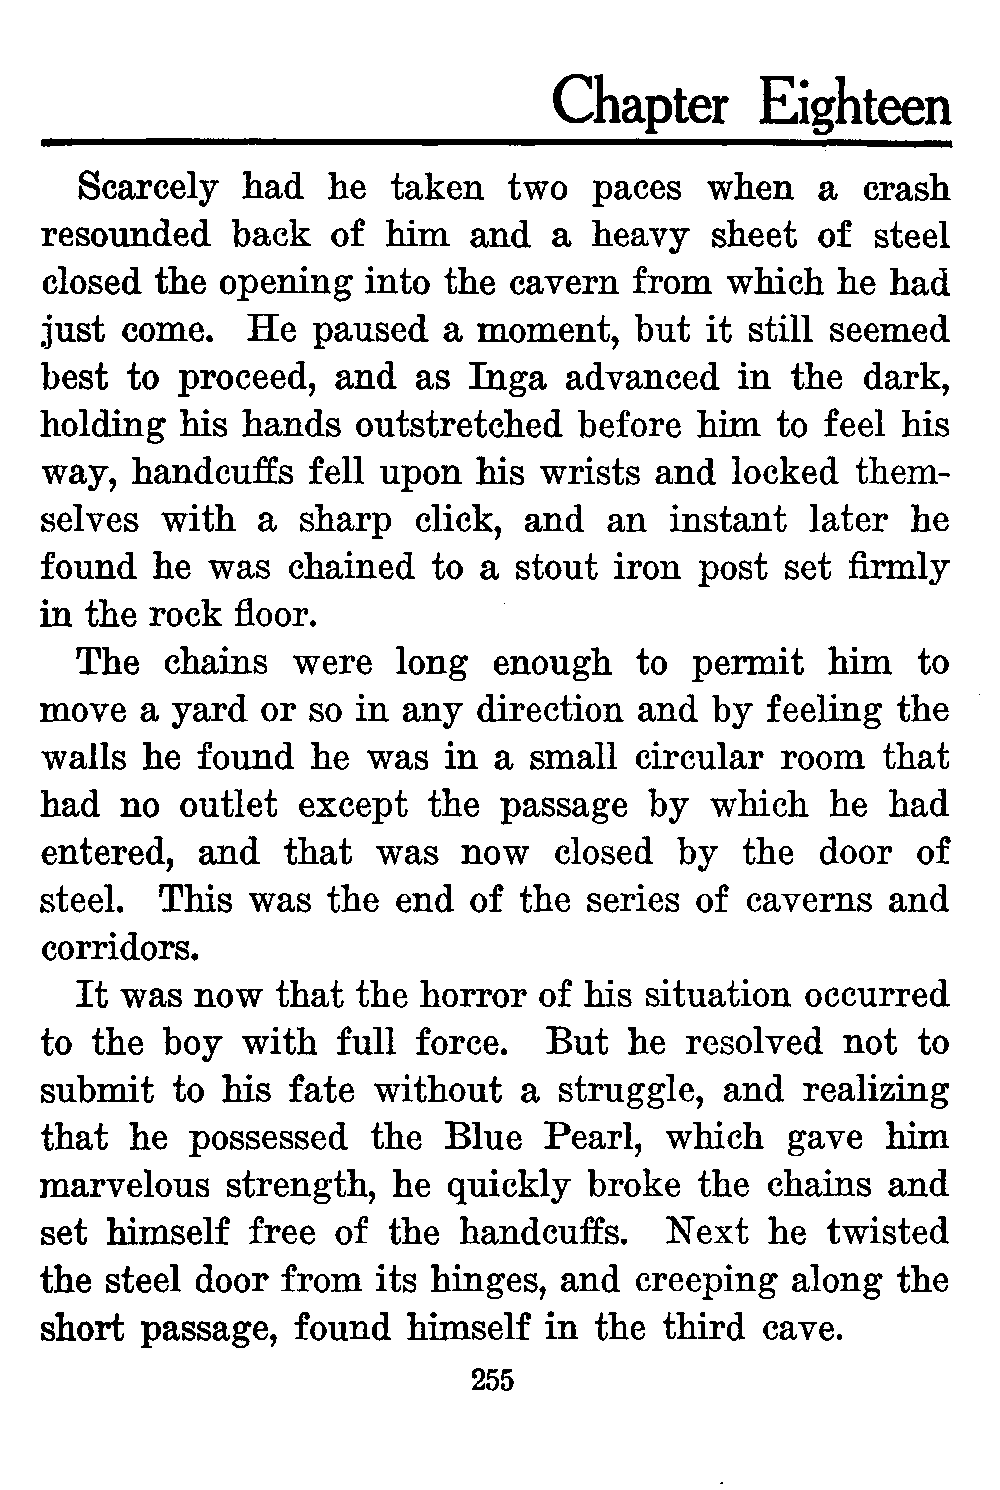 Chapter Eighteen
Scarcely had he taken two paces when a crash
resounded back of him and a heavy sheet of steel
closed the opening into the cavern from which he had
just come. He paused a moment, but it still seemed
best to proceed, and as Inga advanced in the dark,
holding his hands outstretched before him to feel his
way, handcuffs fell upon his wrists and locked them-
selves with a sharp click, and an instant later he
found he was chained to a stout iron post set firmly
in the rock floor.
The chains were long enough to permit him to
move a yard or so in any direction and by feeling the
walls he found he was in a small circular room that
had no outlet except the passage by which he had
entered, and that was now closed by the door of
steel. This was the end of the series of caverns and
corridors.
It was now that the horror of his situation occurred
to the boy with full force. But he resolved not to
submit to his fate without a struggle, and realizing
that he possessed the Blue Pearl, which gave him
marvelous strength, he quickly broke the chains and
set himself free of the handcuffs. Next he twisted
the steel door from its hinges, and creeping along the
short passage, found himself in the third cave.
255